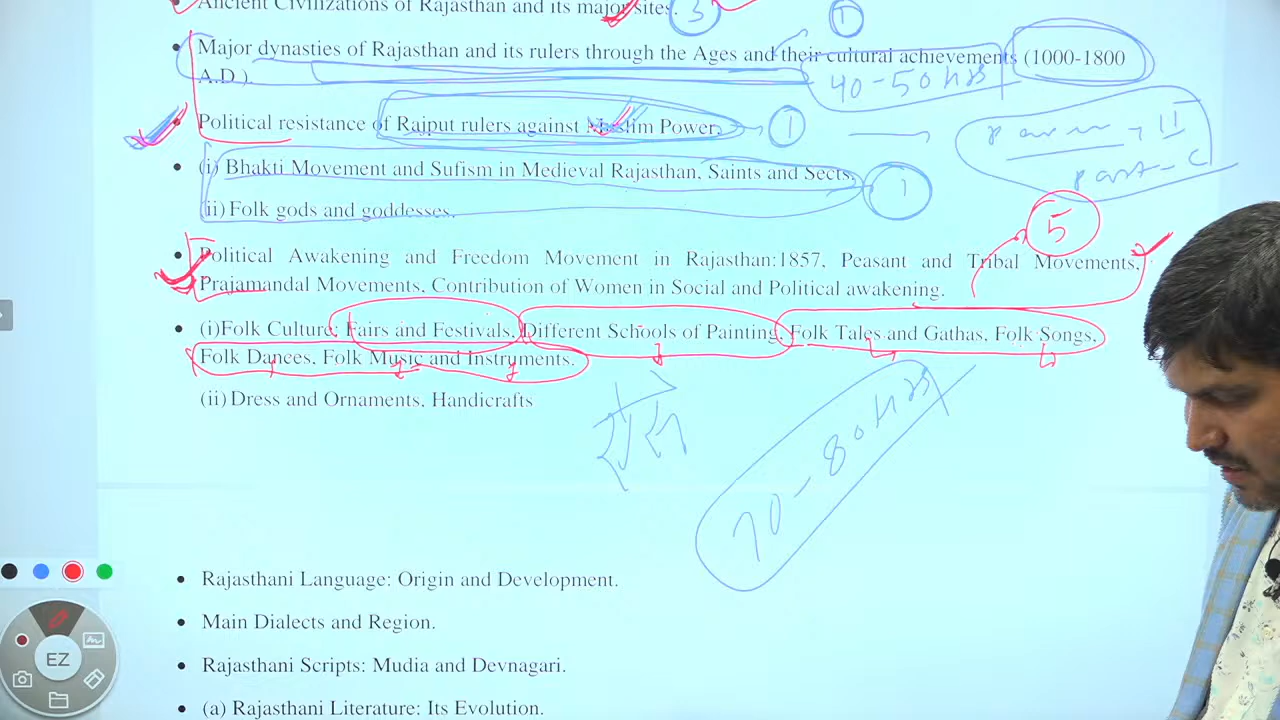 Ancient Civilizations of Rajasthan and its major sites.
3
1
• Major dynasties of Rajasthan and its rulers through the Ages and their cultural achievements (1000-1800
A.D.)
40-50 hrs
• Political resistance of Rajput rulers against Muslim Power.
1
II
Part-C
• (i) Bhakti Movement and Sufism in Medieval Rajasthan, Saints and Sects.
1
(ii) Folk gods and goddesses.
5
• Political Awakening and Freedom Movement in Rajasthan:1857, Peasant and Tribal Movements,
Prajamandal Movements, Contribution of Women in Social and Political awakening.
• (i)Folk Culture, Fairs and Festivals, Different Schools of Painting, Folk Tales and Gathas, Folk Songs,
Folk Dances, Folk Music and Instruments.
(ii) Dress and Ornaments, Handicrafts
70-80 Hrs
• Rajasthani Language: Origin and Development.
• Main Dialects and Region.
• Rajasthani Scripts: Mudia and Devnagari.
• (a) Rajasthani Literature: Its Evolution.
EZ